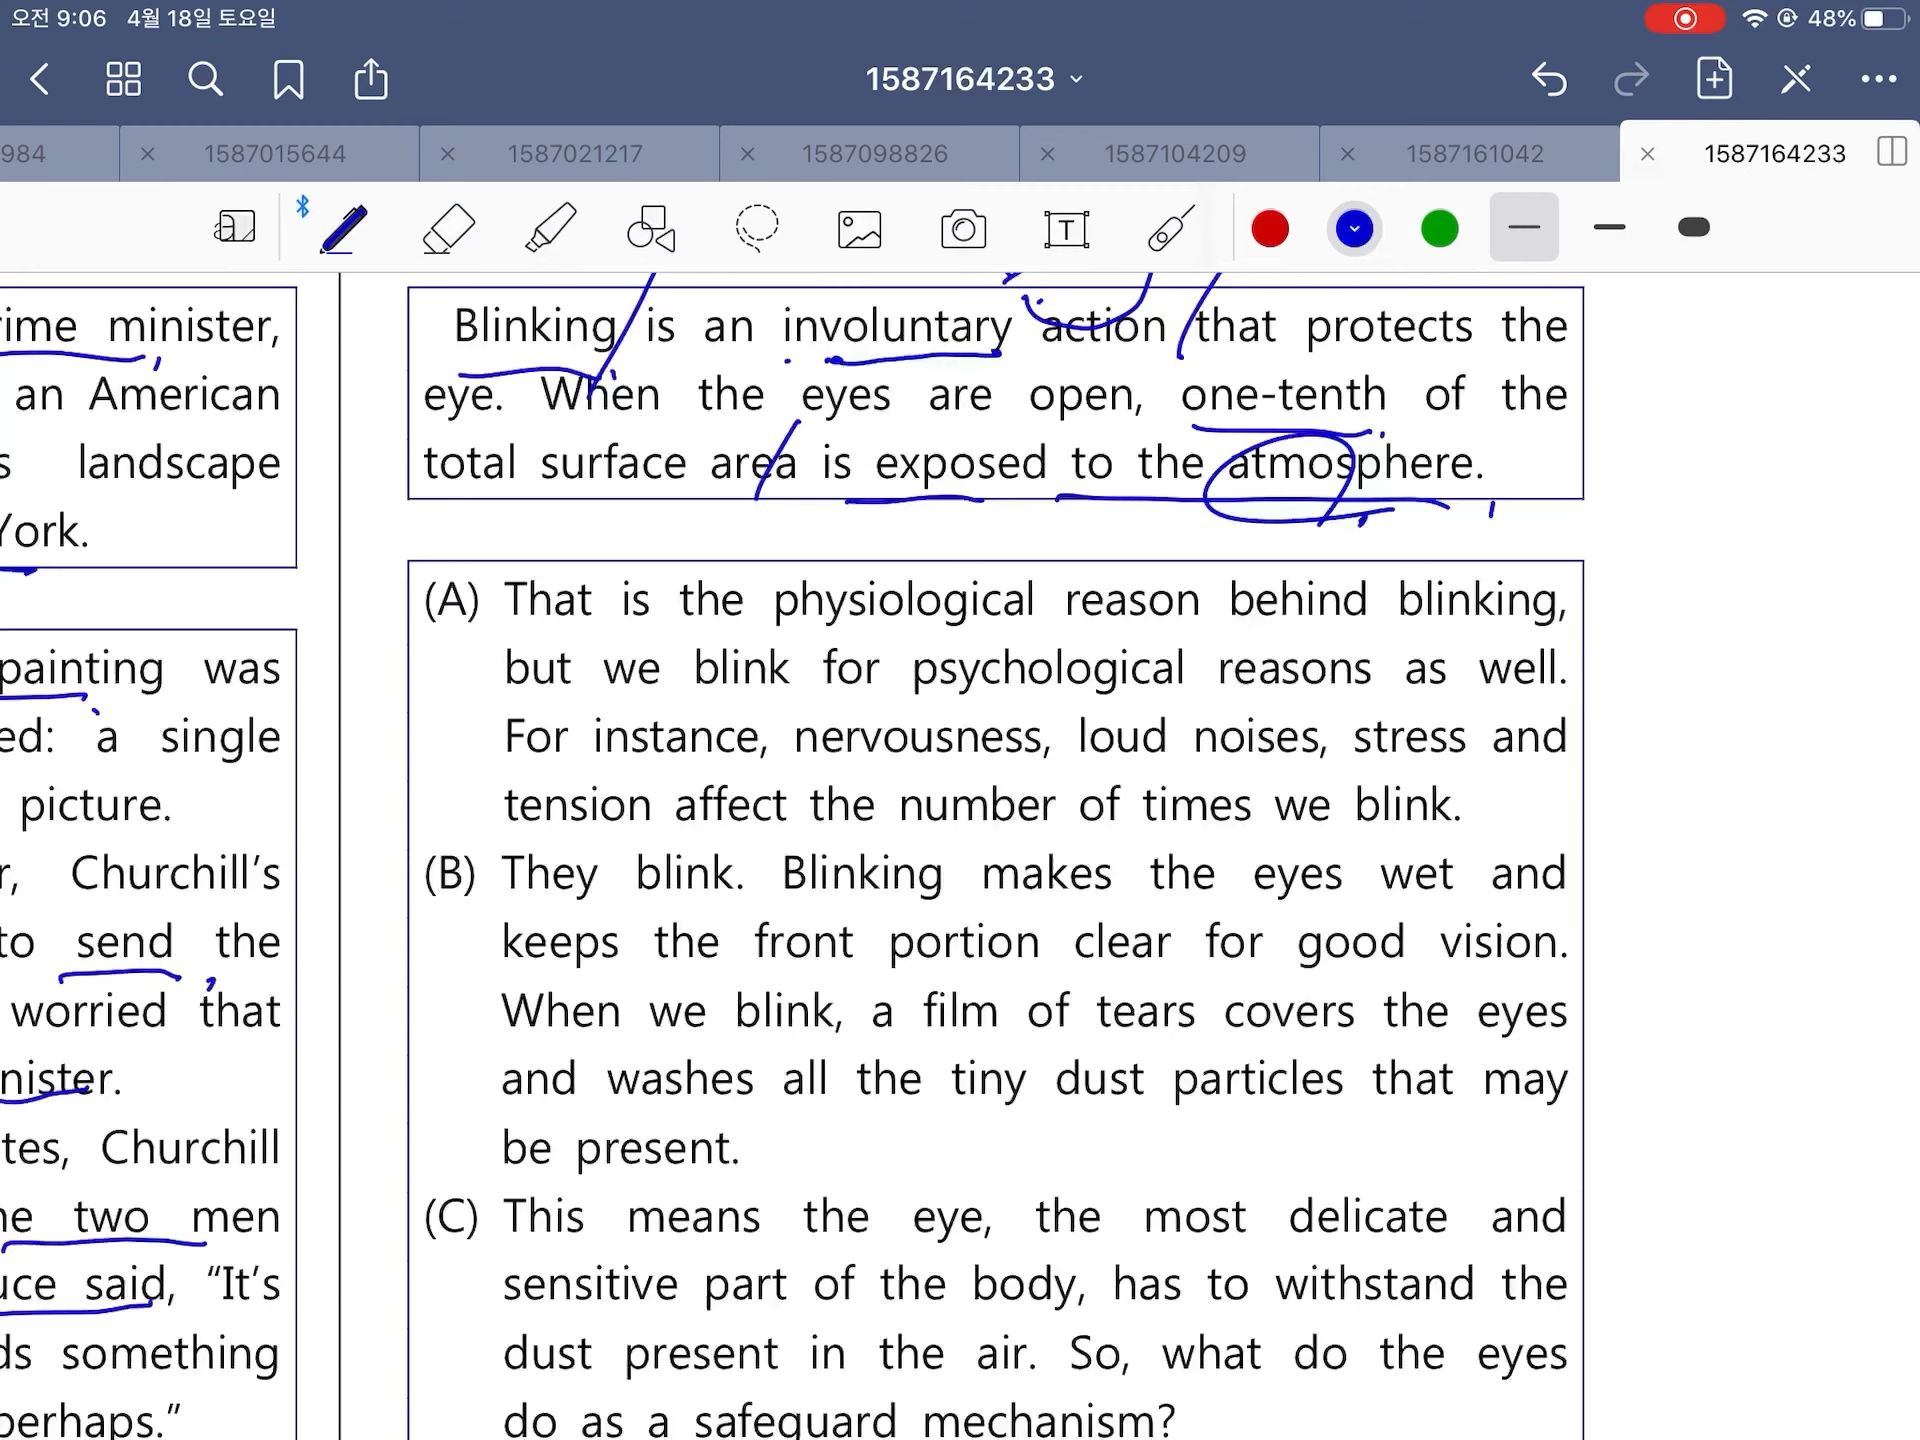 오전 9:06 4월 18일 토요일 48%
1587164233
984 1587015644 1587021217 1587098826 1587104209 1587161042 1587164233
rime minister,
an American
s landscape
York.
painting was
ed: a single
picture.
r, Churchill's
to send the
worried that
nister.
tes, Churchill
ne two men
uce said, “It's
ds something
perhaps.”
Blinking is an involuntary action that protects the
eye. When the eyes are open, one-tenth of the
total surface area is exposed to the atmosphere.
(A) That is the physiological reason behind blinking,
but we blink for psychological reasons as well.
For instance, nervousness, loud noises, stress and
tension affect the number of times we blink.
(B) They blink. Blinking makes the eyes wet and
keeps the front portion clear for good vision.
When we blink, a film of tears covers the eyes
and washes all the tiny dust particles that may
be present.
(C) This means the eye, the most delicate and
sensitive part of the body, has to withstand the
dust present in the air. So, what do the eyes
do as a safeguard mechanism?